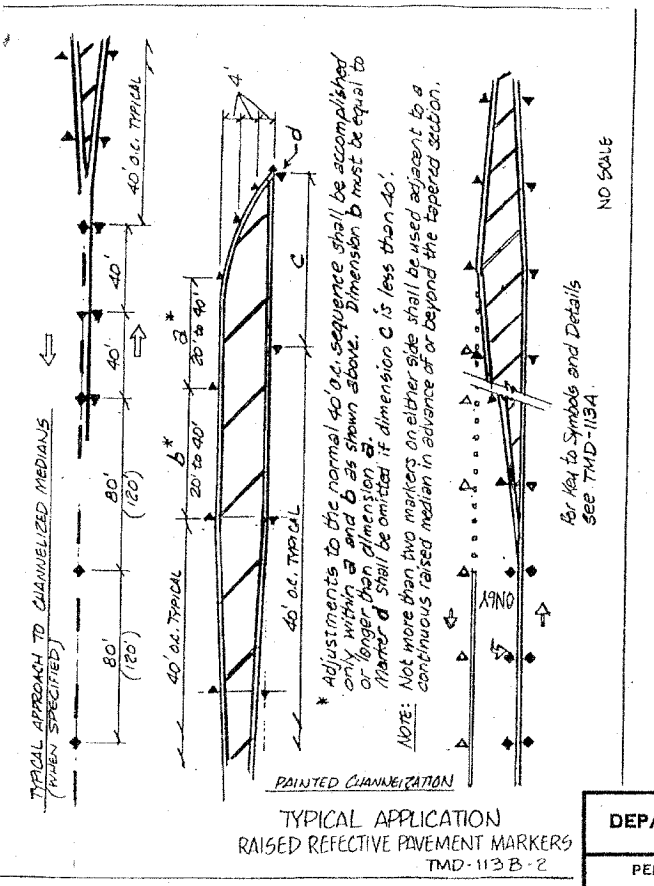 TYPICAL APPROACH TO CHANNELIZED MEDIANS
(WHEN SPECIFIED)
80'
(120')
80'
(120')
40'
40'
40' O.C. TYPICAL
40' O.C. TYPICAL
b*
20' to 40'
a*
20' to 40'
4'
d
40' O.C. TYPICAL
C
* Adjustments to the normal 40' o.c. sequence shall be accomplished
only within a and b as shown above. Dimension b must be equal to
or longer than dimension a.
Marker d shall be omitted if dimension C is less than 40'.
NOTE: Not more than two markers on either side shall be used adjacent to a
continuous raised median in advance of or beyond the tapered section.
ONLY
For Key to Symbols and Details
See TMD-113A
NO SCALE
PAINTED CHANNEIZATION
TYPICAL APPLICATION
RAISED REFECTIVE PAVEMENT MARKERS
TMD-113 B-2
DEPA
PE